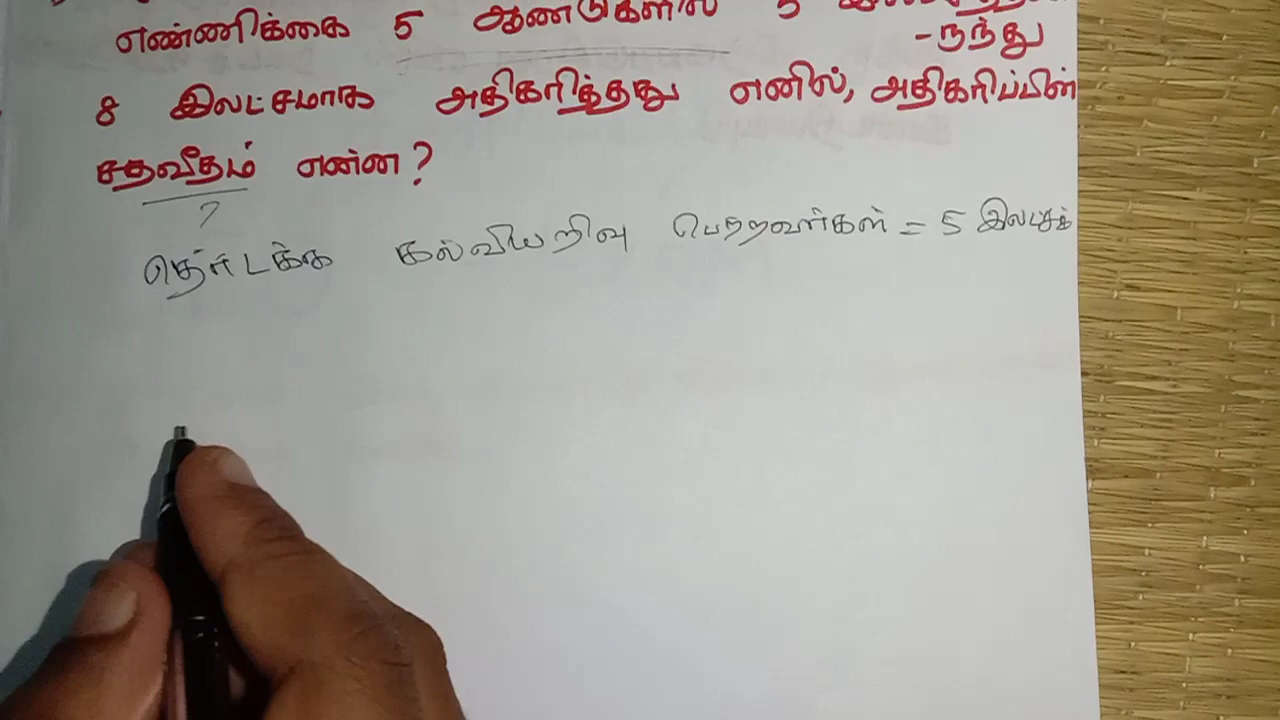 எண்ணிக்கை 5 ஆண்டுகளில் 5
-ருந்து
8 இலட்சமாக அதிகரித்தது எனில், அதிகரிப்பின்
சதவீதம் என்ன?
?
தொடக்க கல்வியறிவு பெற்றவர்கள் = 5 இலட்சம்